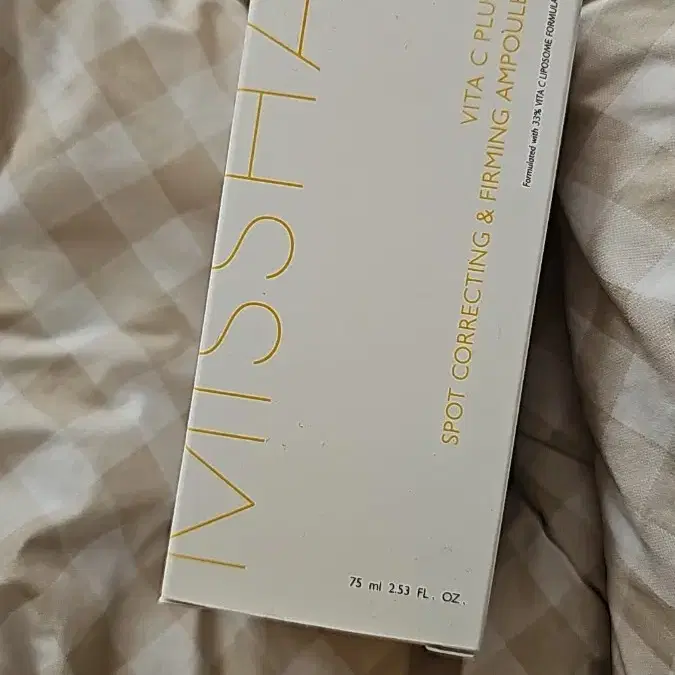 MISSHA
VITA C PLU
SPOT CORRECTING & FIRMING AMPOULE
Formulated with 33% VITA C LIPOSOME FORMULA
75 ml 2.53 FL. OZ.